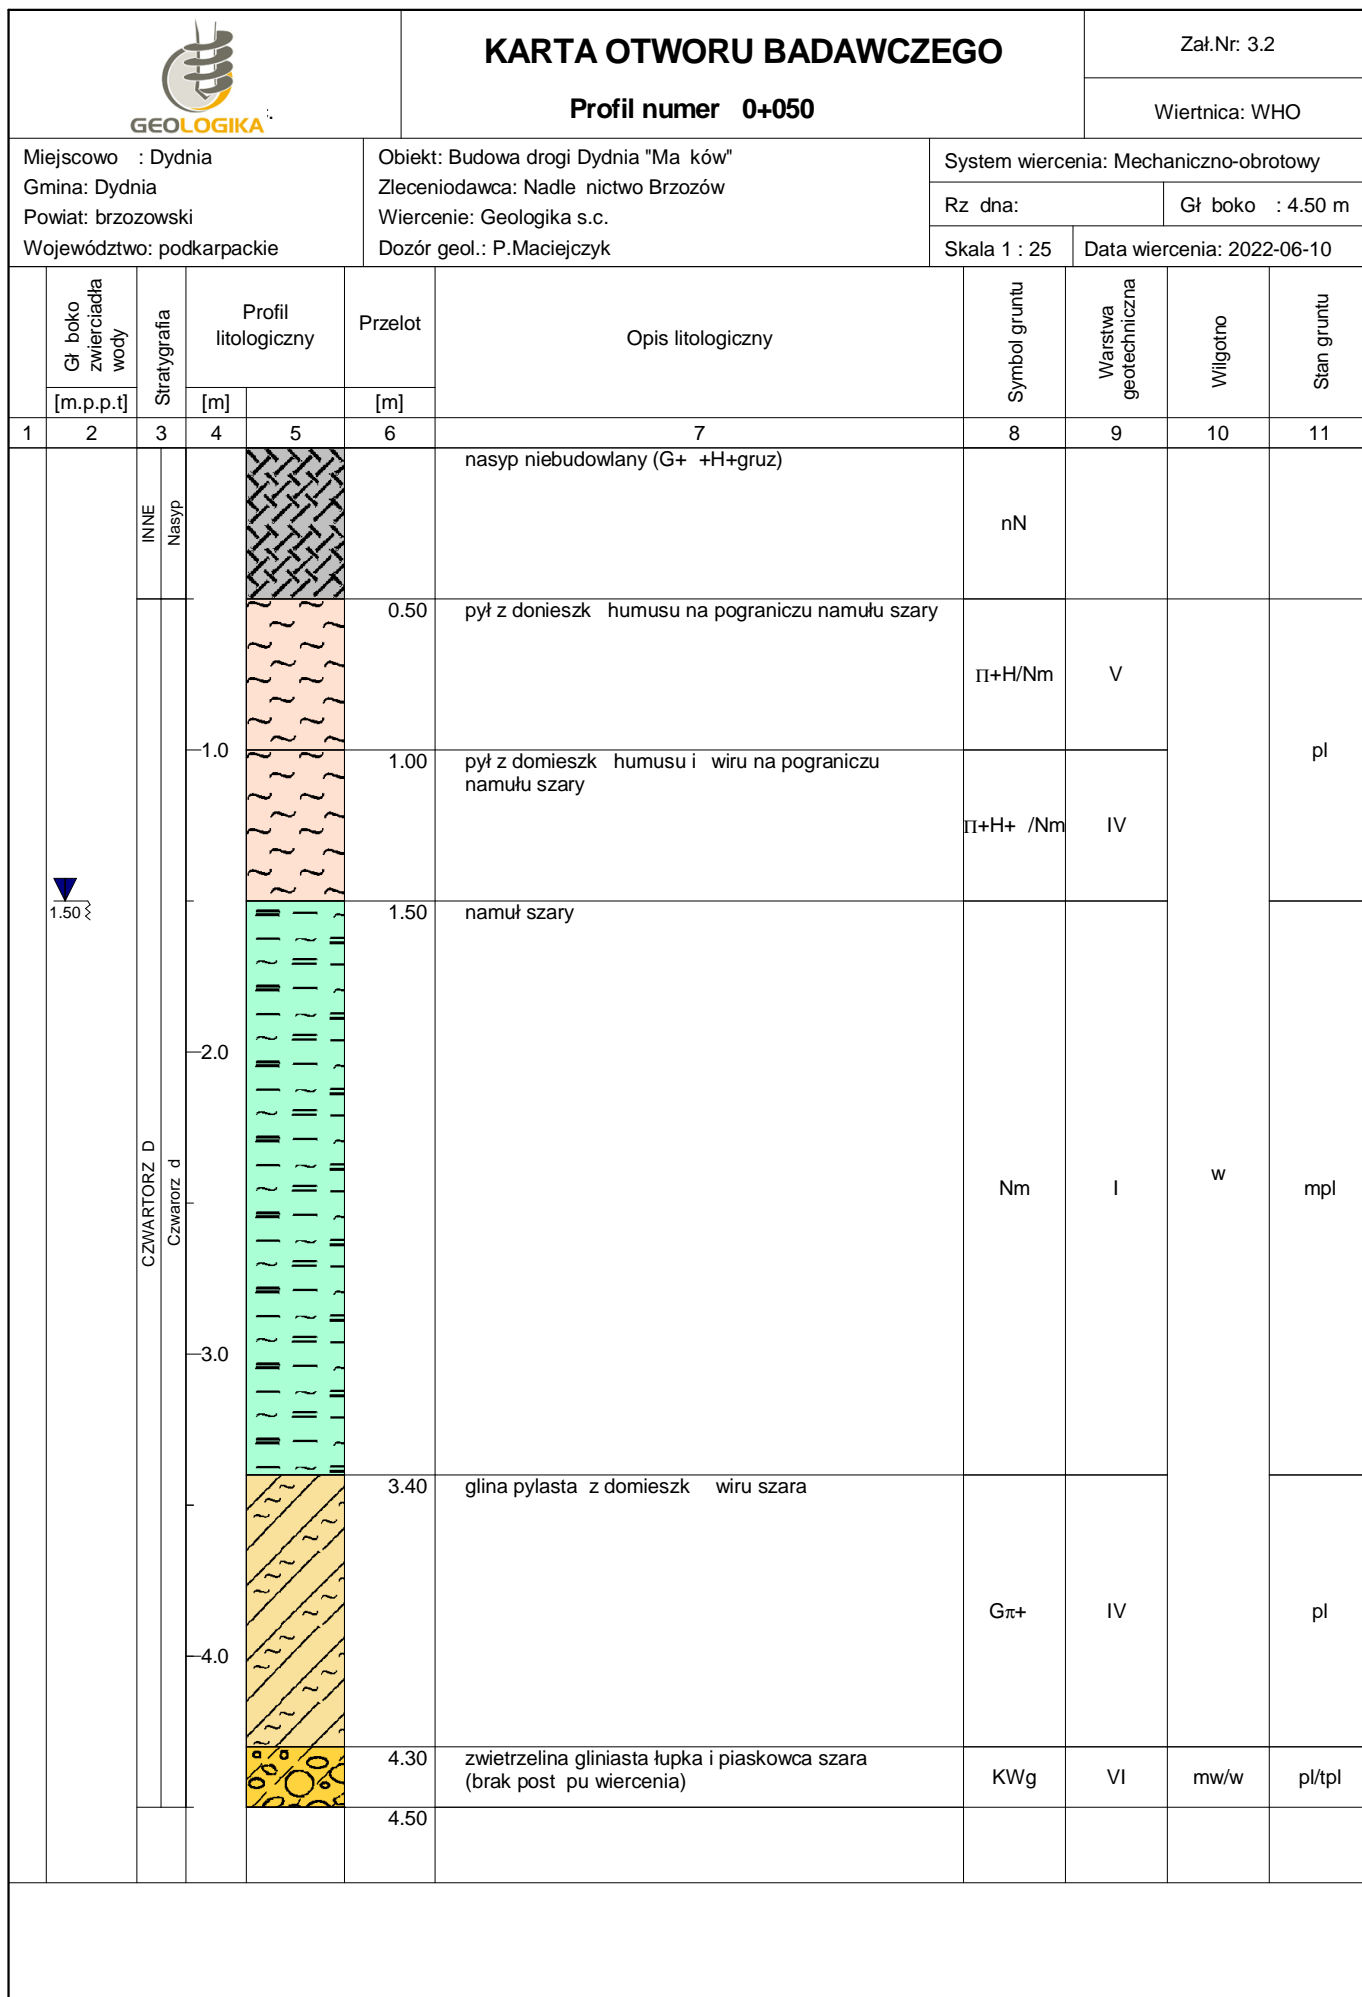 GEOLOGIKA
KARTA OTWORU BADAWCZEGO
Profil numer 0+050
Zał.Nr: 3.2
Wiertnica: WHO
Miejscowo : Dydnia
Gmina: Dydnia
Powiat: brzozowski
Województwo: podkarpackie
Obiekt: Budowa drogi Dydnia "Ma ków"
Zleceniodawca: Nadle nictwo Brzozów
Wiercenie: Geologika s.c.
Dozór geol.: P.Maciejczyk
System wiercenia: Mechaniczno-obrotowy
Rz dna:
Gł boko : 4.50 m
Skala 1 : 25
Data wiercenia: 2022-06-10
Gł boko
zwierciadła
wody
[m.p.p.t]
Stratygrafia
Profil
litologiczny
[m]
Przelot
[m]
Opis litologiczny
Symbol gruntu
Warstwa
geotechniczna
Wilgotno
Stan gruntu
1 2 3 4 5 6 7 8 9 10 11
INNE
Nasyp
nasyp niebudowlany (G+ +H+gruz)
nN
0.50
pył z donieszk humusu na pograniczu namułu szary
Π+H/Nm
V
1.0
1.00
pył z domieszk humusu i wiru na pograniczu
namułu szary
Π+H+ /Nm
IV
pl
1.50
1.50
namuł szary
2.0
CZWARTORZ D
Czwarorz d
Nm
I
w
mpl
3.0
3.40
glina pylasta z domieszk wiru szara
Gπ+
IV
pl
4.0
4.30
zwietrzelina gliniasta łupka i piaskowca szara
(brak post pu wiercenia)
KWg
VI
mw/w
pl/tpl
4.50